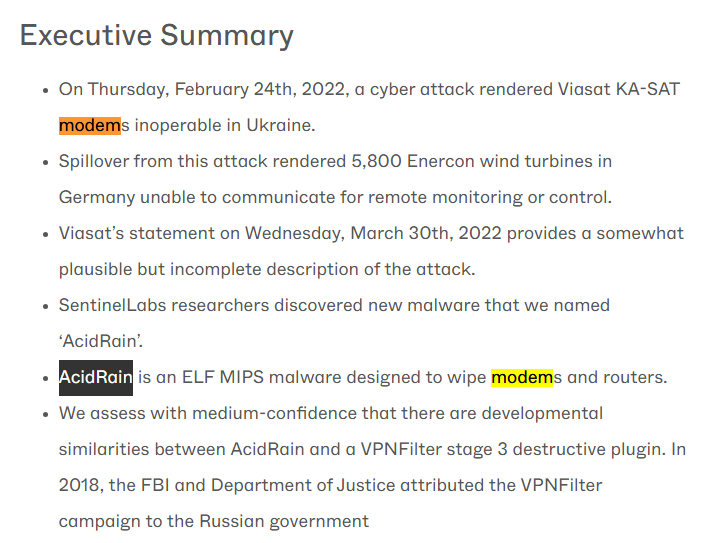 Executive Summary
• On Thursday, February 24th, 2022, a cyber attack rendered Viasat KA-SAT
modems inoperable in Ukraine.
• Spillover from this attack rendered 5,800 Enercon wind turbines in
Germany unable to communicate for remote monitoring or control.
• Viasat’s statement on Wednesday, March 30th, 2022 provides a somewhat
plausible but incomplete description of the attack.
• SentinelLabs researchers discovered new malware that we named
‘AcidRain’.
• AcidRain is an ELF MIPS malware designed to wipe modems and routers.
• We assess with medium-confidence that there are developmental
similarities between AcidRain and a VPNFilter stage 3 destructive plugin. In
2018, the FBI and Department of Justice attributed the VPNFilter
campaign to the Russian government